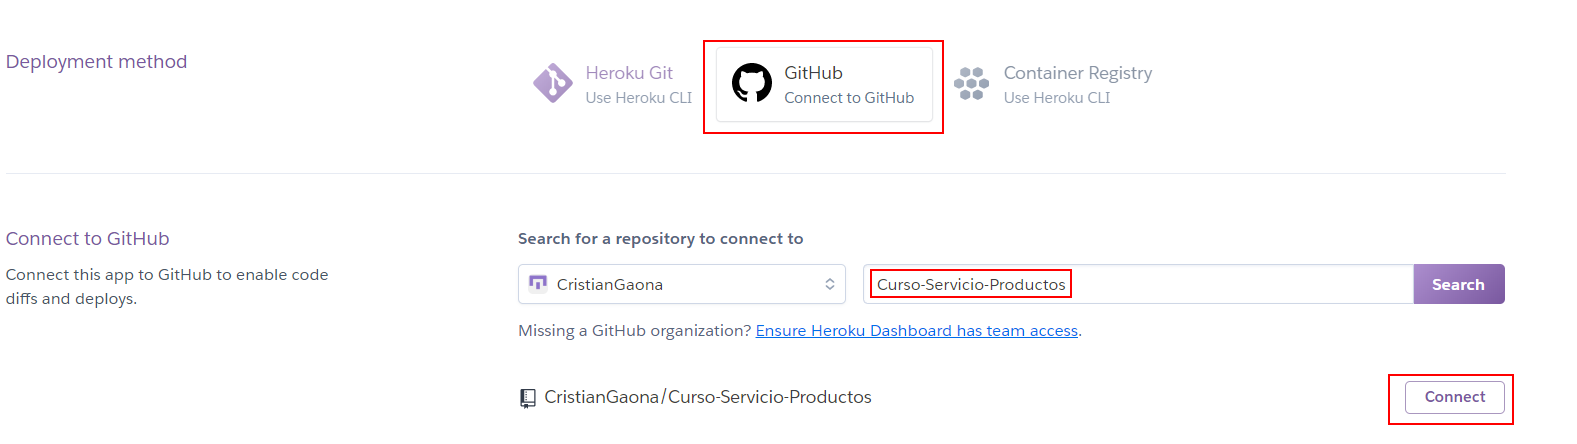 Deployment method
Heroku Git
Use Heroku CLI
GitHub
Connect to GitHub
Container Registry
Use Heroku CLI
Connect to GitHub
Connect this app to GitHub to enable code
diffs and deploys.
Search for a repository to connect to
CristianGaona
Curso-Servicio-Productos
Search
Missing a GitHub organization? Ensure Heroku Dashboard has team access.
CristianGaona/Curso-Servicio-Productos
Connect